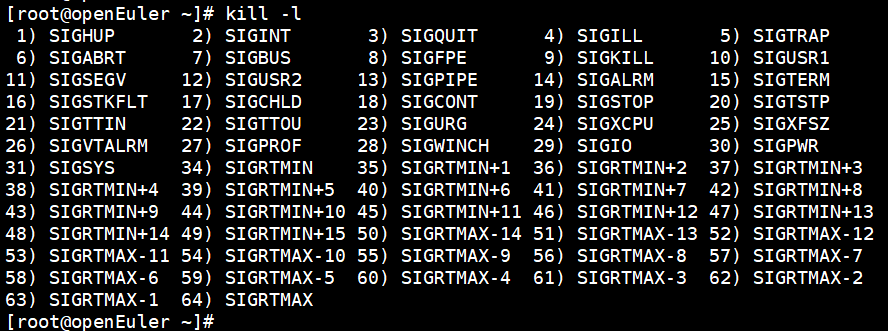 [root@openEuler ~]# kill -l
 1) SIGHUP       2) SIGINT       3) SIGQUIT      4) SIGILL       5) SIGTRAP
 6) SIGABRT      7) SIGBUS       8) SIGFPE       9) SIGKILL     10) SIGUSR1
11) SIGSEGV     12) SIGUSR2     13) SIGPIPE     14) SIGALRM     15) SIGTERM
16) SIGSTKFLT   17) SIGCHLD     18) SIGCONT     19) SIGSTOP     20) SIGTSTP
21) SIGTTIN     22) SIGTTOU     23) SIGURG      24) SIGXCPU     25) SIGXFSZ
26) SIGVTALRM   27) SIGPROF     28) SIGWINCH    29) SIGIO       30) SIGPWR
31) SIGSYS      34) SIGRTMIN    35) SIGRTMIN+1  36) SIGRTMIN+2  37) SIGRTMIN+3
38) SIGRTMIN+4  39) SIGRTMIN+5  40) SIGRTMIN+6  41) SIGRTMIN+7  42) SIGRTMIN+8
43) SIGRTMIN+9  44) SIGRTMIN+10 45) SIGRTMIN+11 46) SIGRTMIN+12 47) SIGRTMIN+13
48) SIGRTMIN+14 49) SIGRTMIN+15 50) SIGRTMAX-14 51) SIGRTMAX-13 52) SIGRTMAX-12
53) SIGRTMAX-11 54) SIGRTMAX-10 55) SIGRTMAX-9  56) SIGRTMAX-8  57) SIGRTMAX-7
58) SIGRTMAX-6  59) SIGRTMAX-5  60) SIGRTMAX-4  61) SIGRTMAX-3  62) SIGRTMAX-2
63) SIGRTMAX-1  64) SIGRTMAX
[root@openEuler ~]#